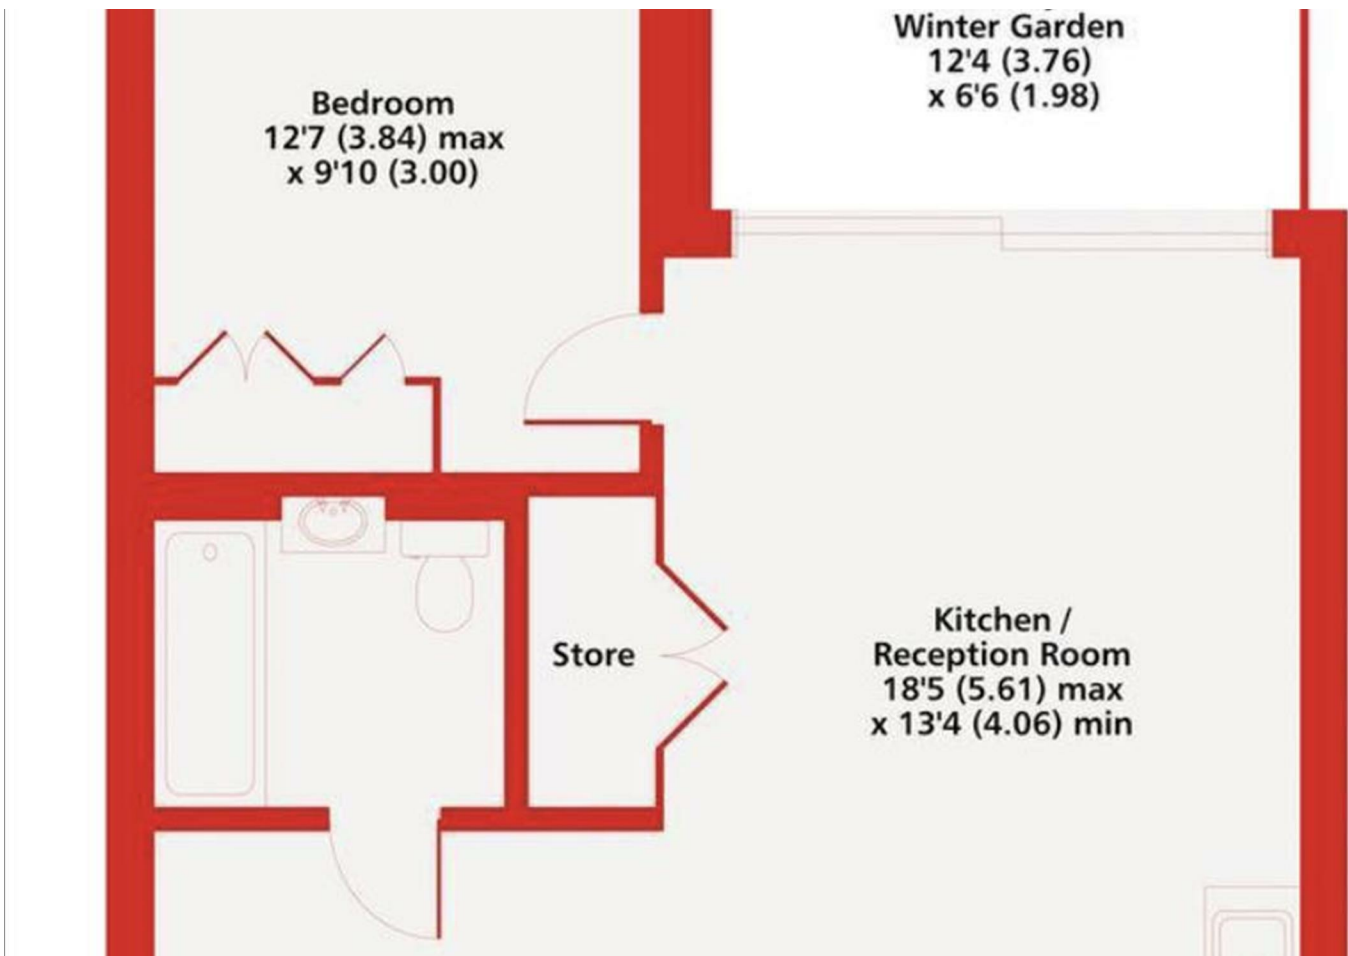 Winter Garden
12'4 (3.76)
x 6'6 (1.98)
Bedroom
12'7 (3.84) max
x 9'10 (3.00)
Store
Kitchen /
Reception Room
18'5 (5.61) max
x 13'4 (4.06) min